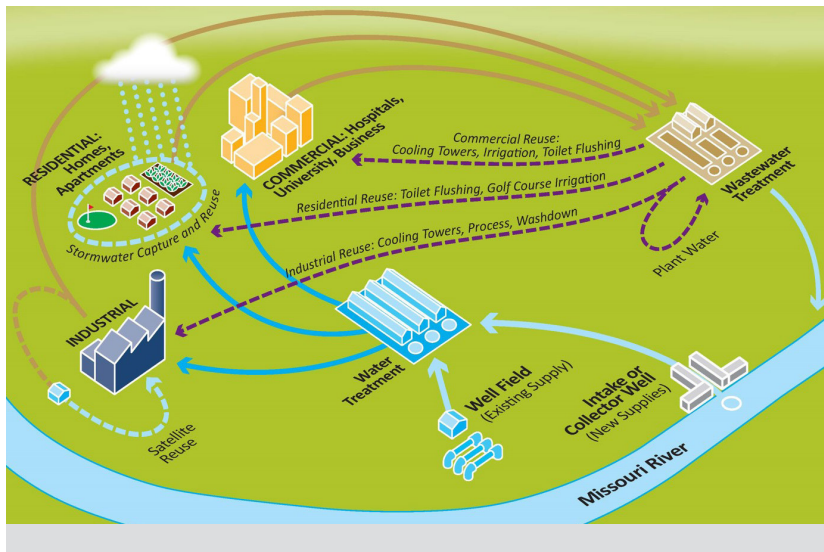 RESIDENTIAL:
Homes,
Apartments
COMMERCIAL: Hospitals,
University, Business
Commercial Reuse:
Cooling Towers, Irrigation, Toilet Flushing
Wastewater
Treatment
Residential Reuse: Toilet Flushing, Golf Course Irrigation
Stormwater Capture and Reuse
Industrial Reuse: Cooling Towers, Process, Washdown
Plant Water
INDUSTRIAL
Water
Treatment
Well Field
(Existing Supply)
Intake or
Collector Well
(New Supplies)
Satellite
Reuse
Missouri River